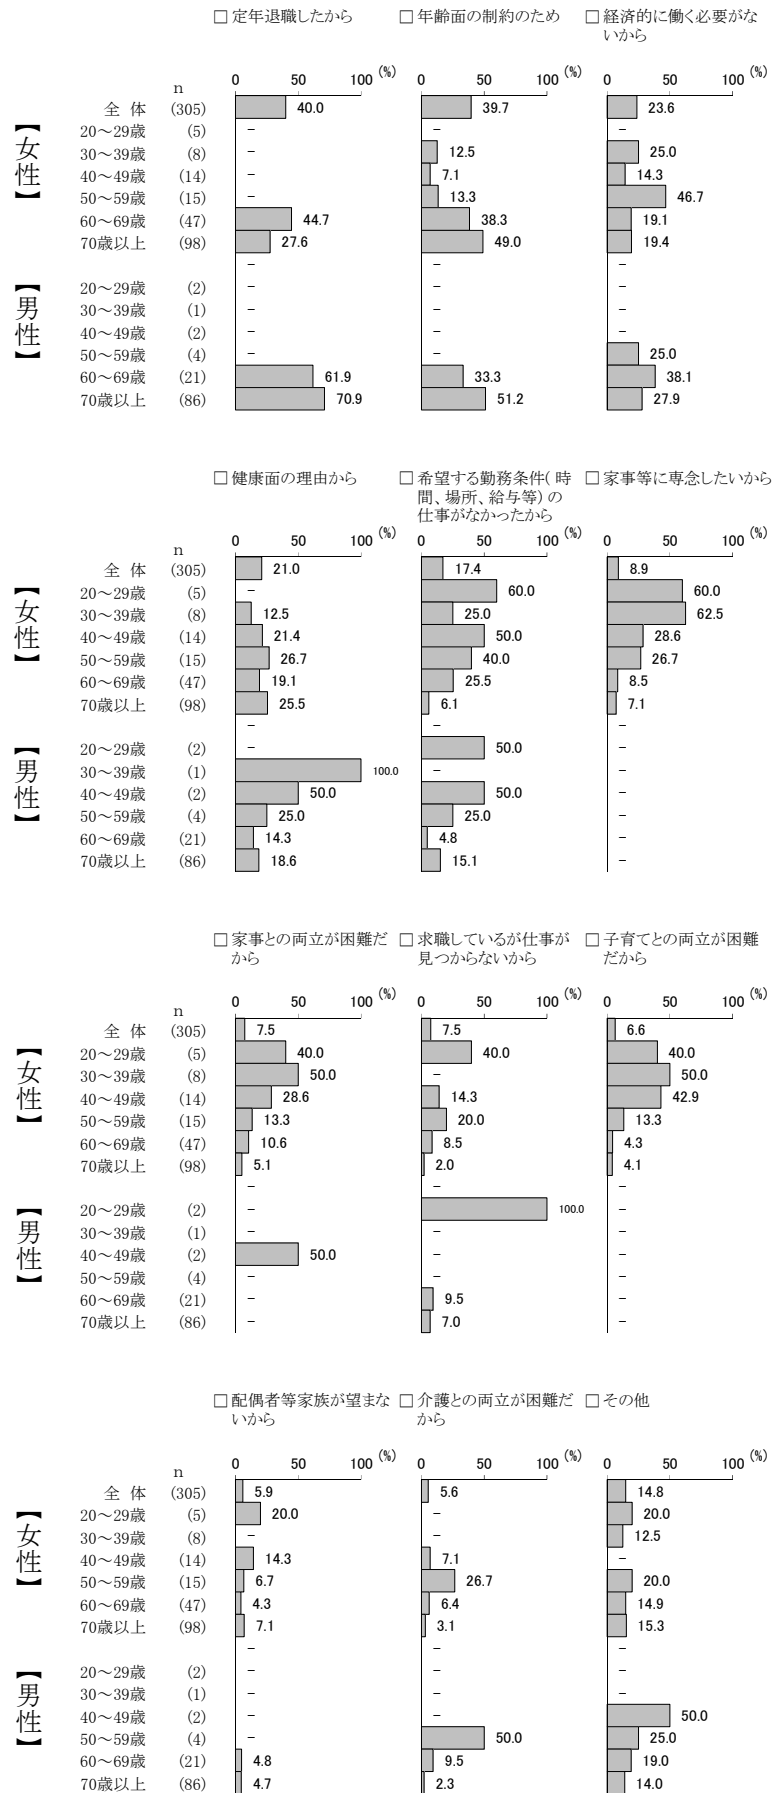 □ 定年退職したから □ 年齢面の制約のため □ 経済的に働く必要がな
いから
0 50 100 (%) 0 50 100 (%) 0 50 100 (%)
n
全 体 (305) 40.0 39.7 23.6
【女性】
20～29歳 (5) － － －
30～39歳 (8) － 12.5 25.0
40～49歳 (14) － 7.1 14.3
50～59歳 (15) － 13.3 46.7
60～69歳 (47) 44.7 38.3 19.1
70歳以上 (98) 27.6 49.0 19.4
－ － －
【男性】
20～29歳 (2) － － －
30～39歳 (1) － － －
40～49歳 (2) － － －
50～59歳 (4) － － 25.0
60～69歳 (21) 61.9 33.3 38.1
70歳以上 (86) 70.9 51.2 27.9
□ 健康面の理由から □ 希望する勤務条件( 時 □ 家事等に専念したいから
間、場所、給与等) の
仕事がなかったから
0 50 100 (%) 0 50 100 (%) 0 50 100 (%)
n
全 体 (305) 21.0 17.4 8.9
【女性】
20～29歳 (5) － 60.0 60.0
30～39歳 (8) 12.5 25.0 62.5
40～49歳 (14) 21.4 50.0 28.6
50～59歳 (15) 26.7 40.0 26.7
60～69歳 (47) 19.1 25.5 8.5
70歳以上 (98) 25.5 6.1 7.1
－ － －
【男性】
20～29歳 (2) － 50.0 －
30～39歳 (1) 100.0 － －
40～49歳 (2) 50.0 50.0 －
50～59歳 (4) 25.0 25.0 －
60～69歳 (21) 14.3 4.8 －
70歳以上 (86) 18.6 15.1 －
□ 家事との両立が困難だ □ 求職しているが仕事が □ 子育てとの両立が困難
から 見つからないから だから
0 50 100 (%) 0 50 100 (%) 0 50 100 (%)
n
全 体 (305) 7.5 7.5 6.6
【女性】
20～29歳 (5) 40.0 40.0 40.0
30～39歳 (8) 50.0 － 50.0
40～49歳 (14) 28.6 14.3 42.9
50～59歳 (15) 13.3 20.0 13.3
60～69歳 (47) 10.6 8.5 4.3
70歳以上 (98) 5.1 2.0 4.1
－ － －
【男性】
20～29歳 (2) － 100.0 －
30～39歳 (1) － － －
40～49歳 (2) 50.0 － －
50～59歳 (4) － － －
60～69歳 (21) － 9.5 －
70歳以上 (86) － 7.0 －
□ 配偶者等家族が望まな □ 介護との両立が困難だ □ その他
いから から
0 50 100 (%) 0 50 100 (%) 0 50 100 (%)
n
全 体 (305) 5.9 5.6 14.8
【女性】
20～29歳 (5) 20.0 － 20.0
30～39歳 (8) － － 12.5
40～49歳 (14) 14.3 7.1 －
50～59歳 (15) 6.7 26.7 20.0
60～69歳 (47) 4.3 6.4 14.9
70歳以上 (98) 7.1 3.1 15.3
－ － －
【男性】
20～29歳 (2) － － －
30～39歳 (1) － － －
40～49歳 (2) － － 50.0
50～59歳 (4) － 50.0 25.0
60～69歳 (21) 4.8 9.5 19.0
70歳以上 (86) 4.7 2.3 14.0